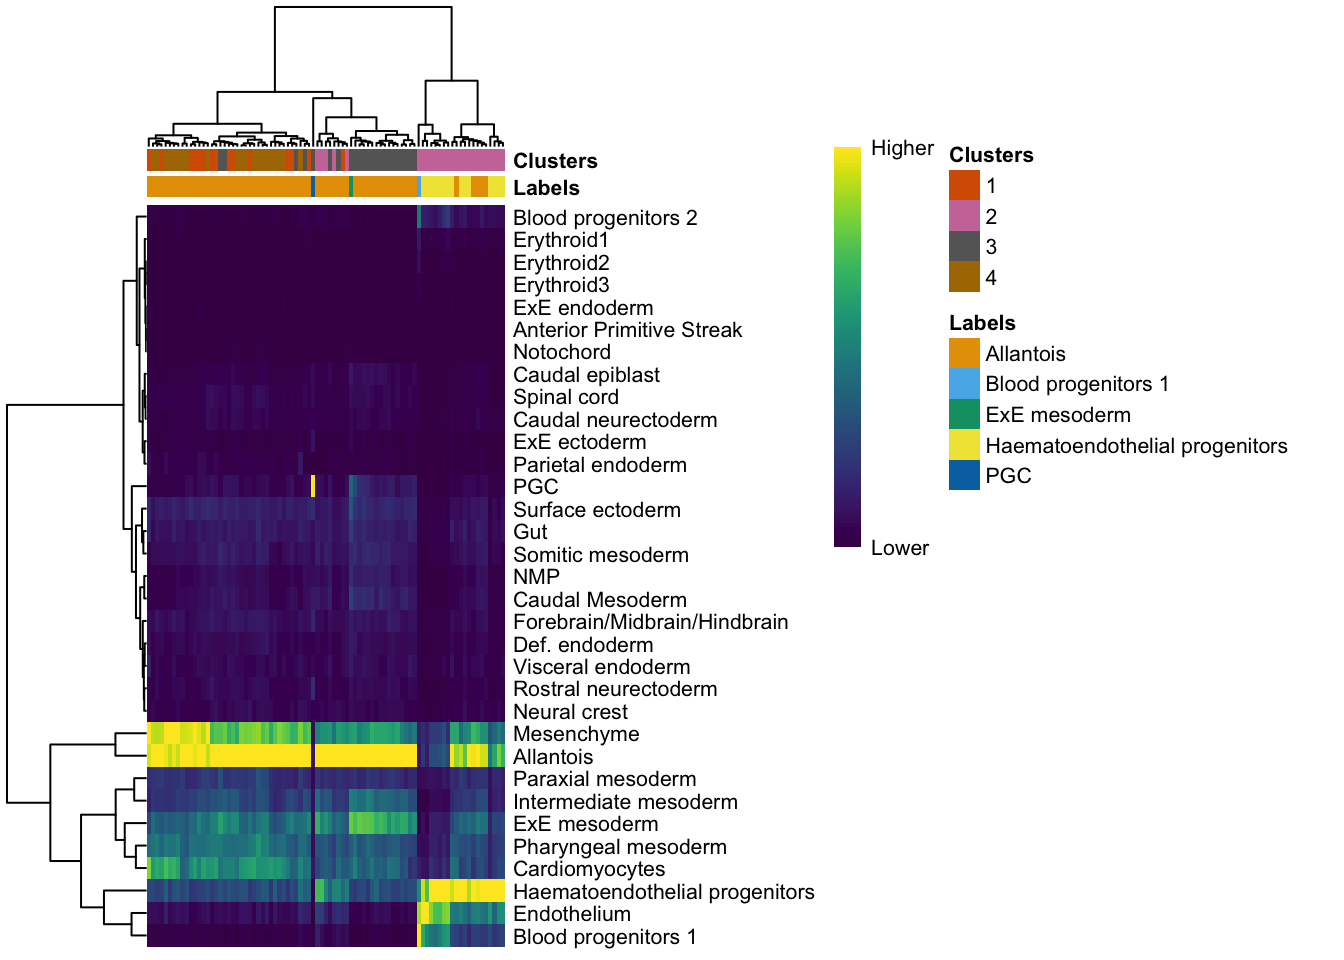 Clusters
Labels
Blood progenitors 2
Erythroid1
Erythroid2
Erythroid3
ExE endoderm
Anterior Primitive Streak
Notochord
Caudal epiblast
Spinal cord
Caudal neurectoderm
ExE ectoderm
Parietal endoderm
PGC
Surface ectoderm
Gut
Somitic mesoderm
NMP
Caudal Mesoderm
Forebrain/Midbrain/Hindbrain
Def. endoderm
Visceral endoderm
Rostral neurectoderm
Neural crest
Mesenchyme
Allantois
Paraxial mesoderm
Intermediate mesoderm
ExE mesoderm
Pharyngeal mesoderm
Cardiomyocytes
Haematoendothelial progenitors
Endothelium
Blood progenitors 1
Higher
Lower
Clusters
1
2
3
4
Labels
Allantois
Blood progenitors 1
ExE mesoderm
Haematoendothelial progenitors
PGC